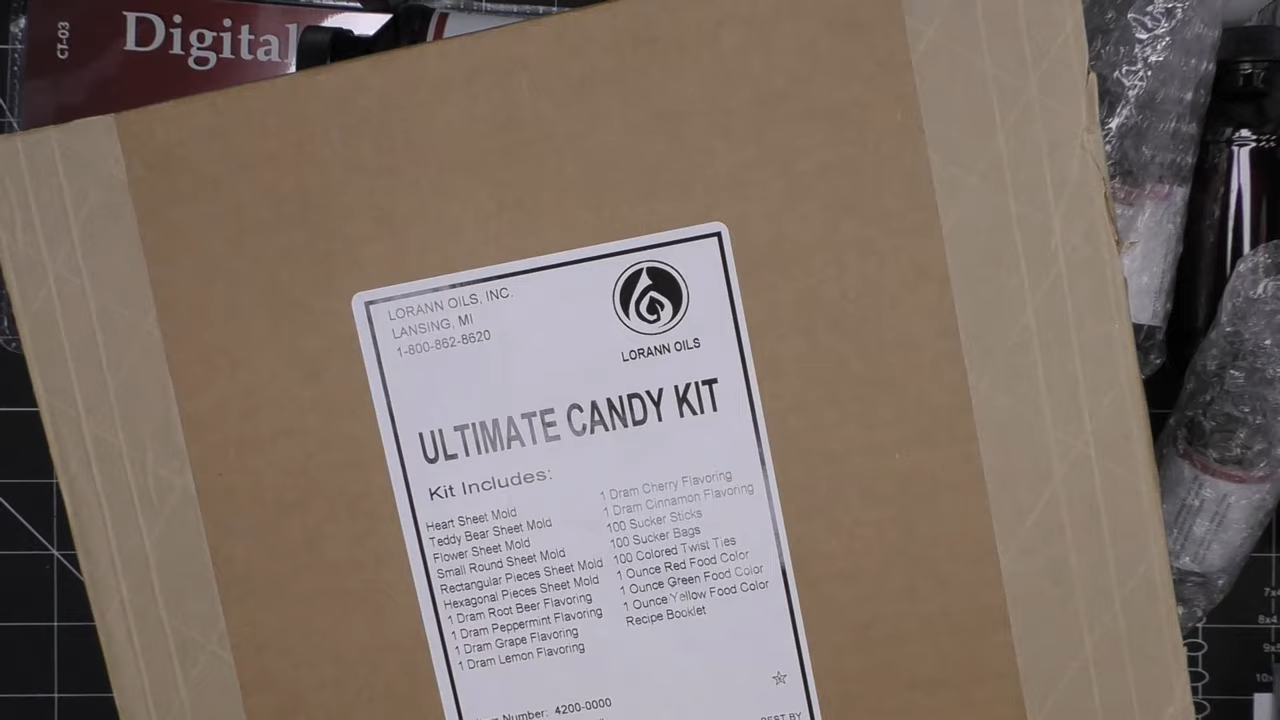 CT-03
Digital
LORANN OILS, INC.
LANSING, MI
1-800-862-8620
LORANN OILS
ULTIMATE CANDY KIT
Kit Includes:
Heart Sheet Mold
Teddy Bear Sheet Mold
Flower Sheet Mold
Small Round Sheet Mold
Rectangular Pieces Sheet Mold
Hexagonal Pieces Sheet Mold
1 Dram Root Beer Flavoring
1 Dram Peppermint Flavoring
1 Dram Grape Flavoring
1 Dram Lemon Flavoring
1 Dram Cherry Flavoring
1 Dram Cinnamon Flavoring
100 Sucker Sticks
100 Sucker Bags
100 Colored Twist Ties
1 Ounce Red Food Color
1 Ounce Green Food Color
1 Ounce Yellow Food Color
Recipe Booklet
Number: 4200-0000
BEST BY